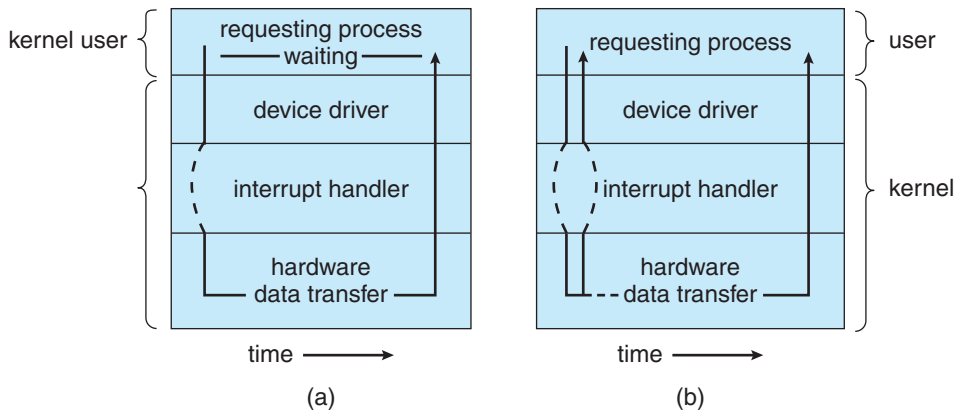 kernel user
requesting process
waiting
device driver
interrupt handler
hardware
data transfer
time
(a)
requesting process
device driver
interrupt handler
hardware
data transfer
user
kernel
time
(b)